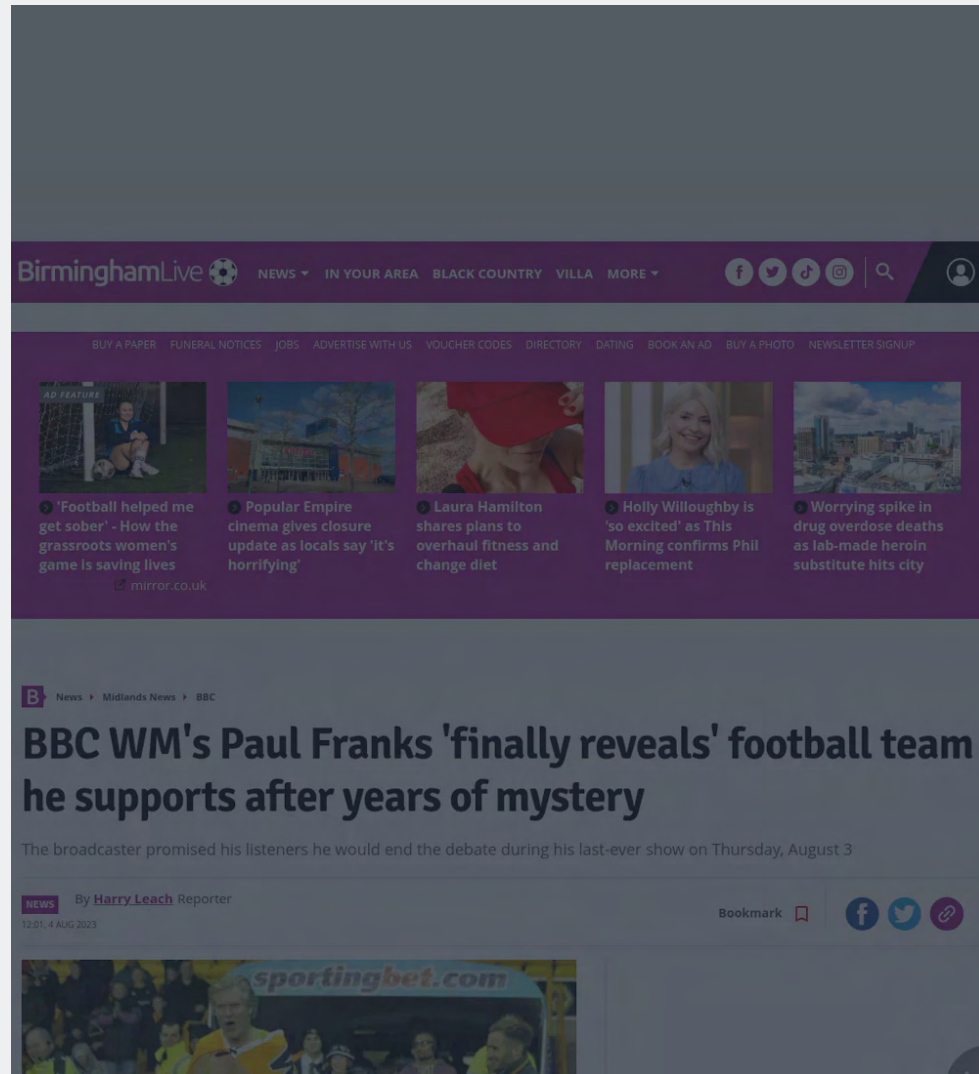 BirminghamLive NEWS IN YOUR AREA BLACK COUNTRY VILLA MORE
BUY A PAPER FUNERAL NOTICES JOBS ADVERTISE WITH US VOUCHER CODES DIRECTORY DATING BOOK AN AD BUY A PHOTO NEWSLETTER SIGNUP
AD FEATURE
'Football helped me
get sober' - How the
grassroots women's
game is saving lives
mirror.co.uk
Popular Empire
cinema gives closure
update as locals say 'it's
horrifying'
Laura Hamilton
shares plans to
overhaul fitness and
change diet
Holly Willoughby is
'so excited' as This
Morning confirms Phil
replacement
Worrying spike in
drug overdose deaths
as lab-made heroin
substitute hits city
B News Midlands News BBC
BBC WM's Paul Franks 'finally reveals' football team
he supports after years of mystery
The broadcaster promised his listeners he would end the debate during his last-ever show on Thursday, August 3
NEWS By Harry Leach Reporter
12:01, 4 AUG 2023
Bookmark
sportingbet.com